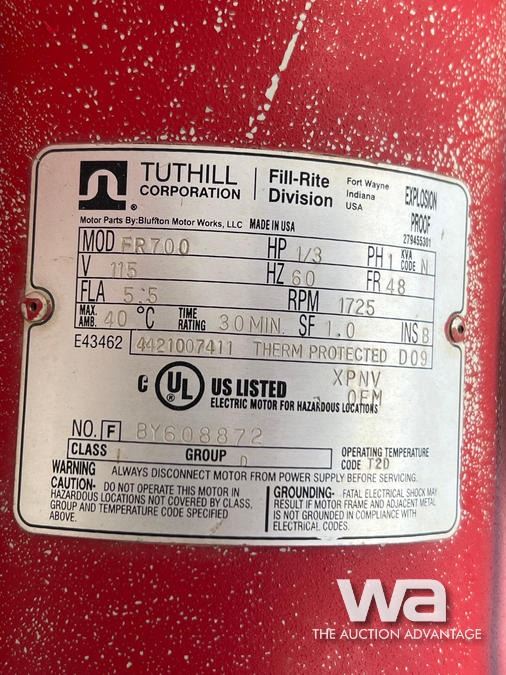 TUTHILL CORPORATION ®
Fill-Rite Division
Fort Wayne Indiana USA
EXPLOSION PROOF
279455301
Motor Parts By:Bluffton Motor Works, LLC MADE IN USA
MOD FR700 HP 1/3 PH 1 KVA CODE N
V 115 HZ 60 FR 48
FLA 5.5 RPM 1725
MAX. AMB. 40 °C TIME RATING 30MIN. SF 1.0 INS B
E43462 4421007411 THERM PROTECTED D09
XPNV
c UL US LISTED OFM
ELECTRIC MOTOR FOR HAZARDOUS LOCATIONS
NO. F BY608872
CLASS I GROUP D OPERATING TEMPERATURE CODE T2D
WARNING ALWAYS DISCONNECT MOTOR FROM POWER SUPPLY BEFORE SERVICING.
CAUTION- DO NOT OPERATE THIS MOTOR IN
HAZARDOUS LOCATIONS NOT COVERED BY CLASS,
GROUP AND TEMPERATURE CODE SPECIFIED
ABOVE.
GROUNDING- FATAL ELECTRICAL SHOCK MAY
RESULT IF MOTOR FRAME AND ADJACENT METAL
IS NOT GROUNDED IN COMPLIANCE WITH
ELECTRICAL CODES.
wa
THE AUCTION ADVANTAGE